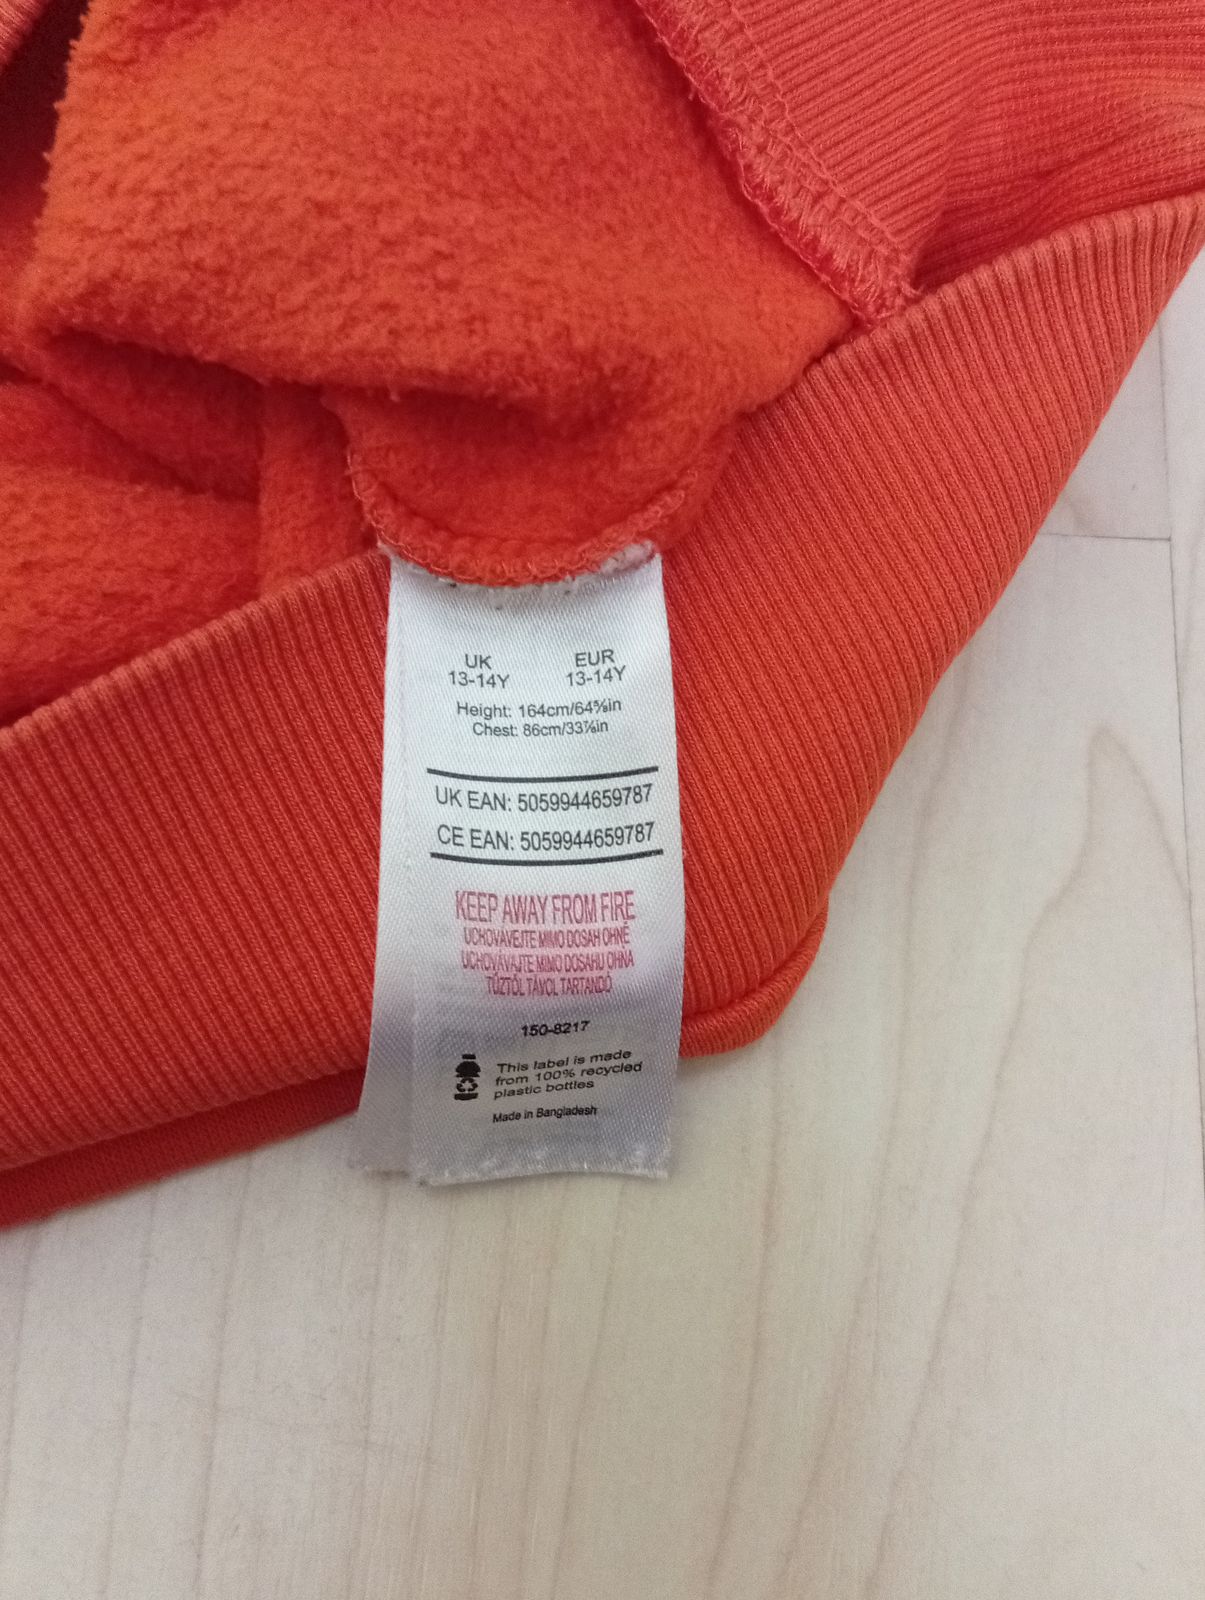 UK EUR
13-14Y 13-14Y
Height: 164cm/64⅝in
Chest: 86cm/33⅞in
UK EAN: 5059944659787
CE EAN: 5059944659787
KEEP AWAY FROM FIRE
UCHOVÁVEJTE MIMO DOSAH OHNĚ
UCHOVÁVAJTE MIMO DOSAHU OHŇA
TŰZTŐL TÁVOL TARTANDÓ
150-8217
This label is made
from 100% recycled
plastic bottles
Made in Bangladesh